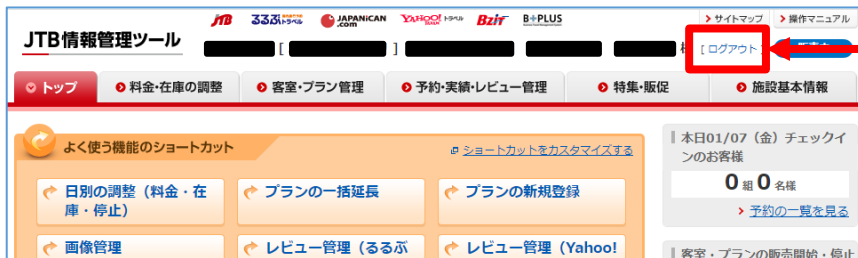 JTB るるぶトラベル JAPANiCAN.com YAHOO!トラベル JAPAN Bzit B+PLUS
サイトマップ 操作マニュアル
JTB情報管理ツール
[ ] 様 [ ログアウト ]
トップ 料金・在庫の調整 客室・プラン管理 予約・実績・レビュー管理 特集・販促 施設基本情報
よく使う機能のショートカット
ショートカットをカスタマイズする
日別の調整（料金・在
庫・停止）
プランの一括延長
プランの新規登録
画像管理
レビュー管理（るるぶ
レビュー管理（Yahoo!
本日01/07（金）チェックイ
ンのお客様
0 組 0 名様
予約の一覧を見る
客室・プランの販売開始・停止